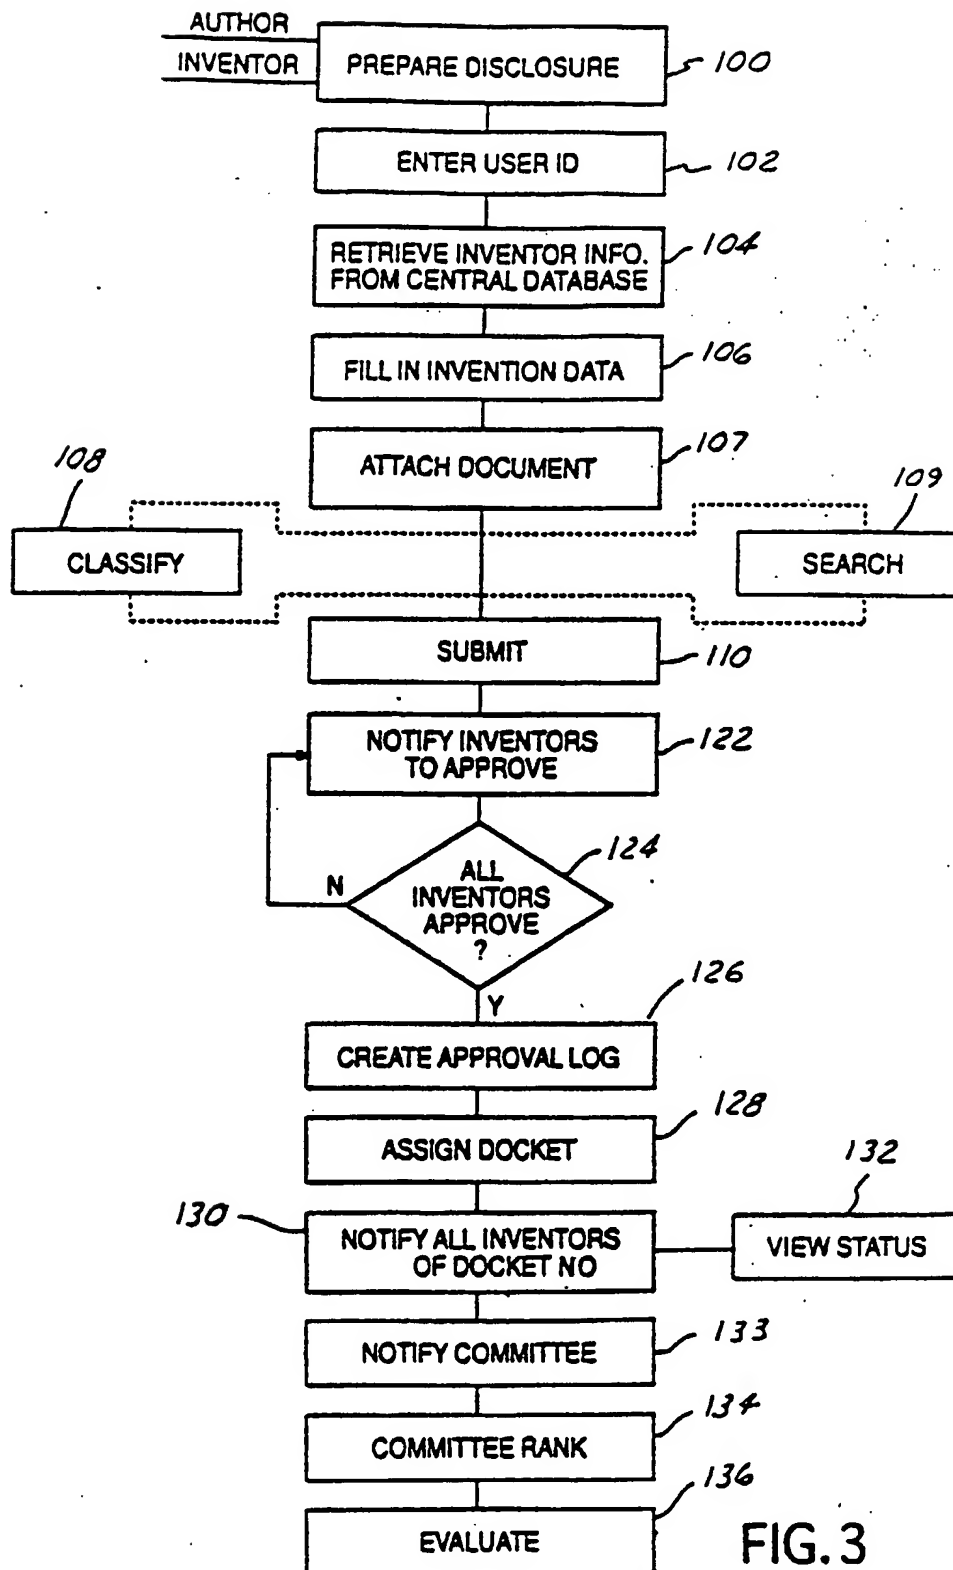 AUTHOR
INVENTOR
PREPARE DISCLOSURE
100
ENTER USER ID
102
RETRIEVE INVENTOR INFO.
FROM CENTRAL DATABASE
104
FILL IN INVENTION DATA
106
ATTACH DOCUMENT
107
108
CLASSIFY
109
SEARCH
SUBMIT
110
NOTIFY INVENTORS
TO APPROVE
122
ALL
INVENTORS
APPROVE
?
124
N
Y
CREATE APPROVAL LOG
126
ASSIGN DOCKET
128
130
NOTIFY ALL INVENTORS
OF DOCKET NO
132
VIEW STATUS
NOTIFY COMMITTEE
133
COMMITTEE RANK
134
EVALUATE
136
FIG. 3